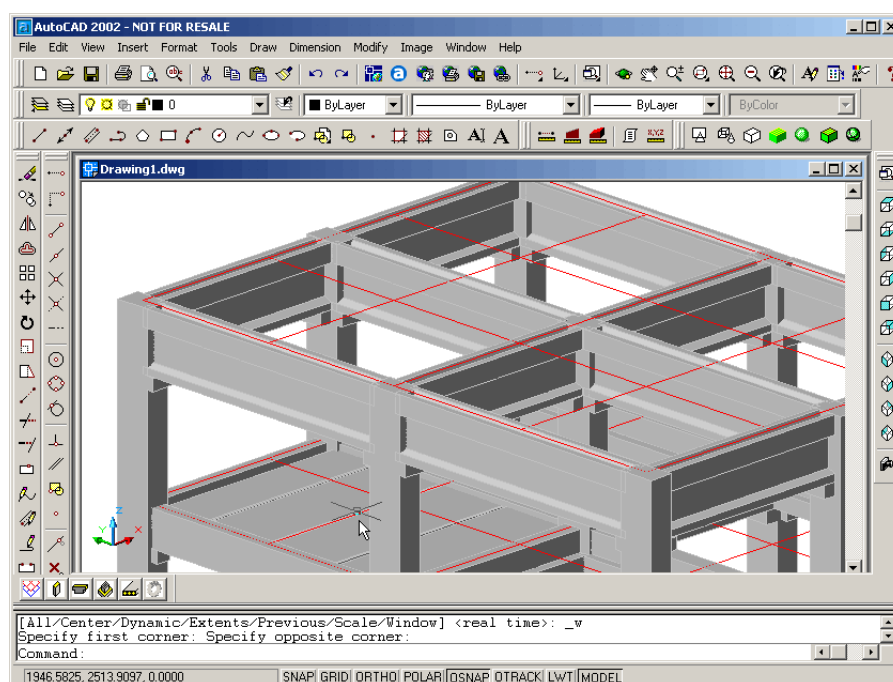 AutoCAD 2002 - NOT FOR RESALE
File Edit View Insert Format Tools Draw Dimension Modify Image Window Help
0 ByLayer ByLayer ByLayer ByColor
Drawing1.dwg
Z
Y X
[All/Center/Dynamic/Extents/Previous/Scale/Window] <real time>: _w
Specify first corner: Specify opposite corner:
Command:
1946.5825, 2513.9097, 0.0000 SNAP GRID ORTHO POLAR OSNAP OTRACK LWT MODEL